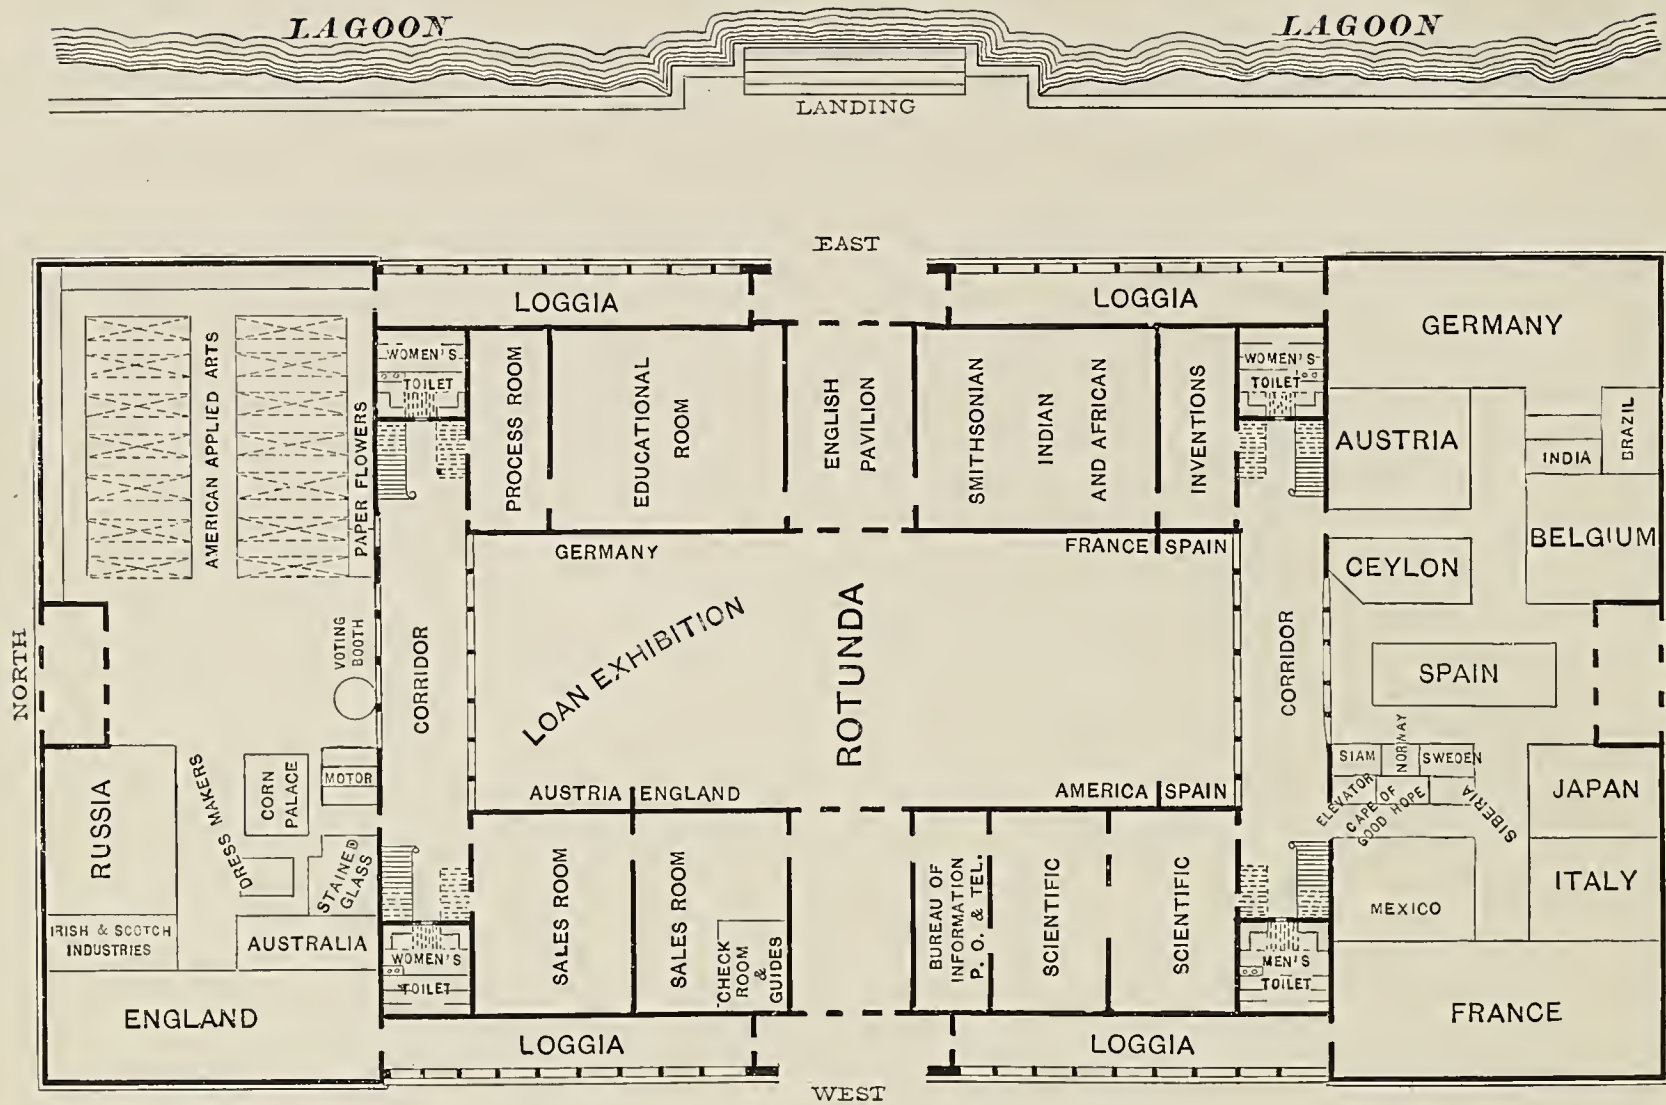 LAGOON
LAGOON
LANDING
EAST
NORTH
WEST
AMERICAN APPLIED ARTS
PAPER FLOWERS
VOTING
BOOTH
RUSSIA
DRESS MAKERS
CORN
PALACE
MOTOR
STAINED
GLASS
IRISH & SCOTCH
INDUSTRIES
AUSTRALIA
ENGLAND
LOGGIA
WOMEN'S
TOILET
PROCESS ROOM
EDUCATIONAL
ROOM
ENGLISH
PAVILION
LOGGIA
SMITHSONIAN
INDIAN
AND AFRICAN
INVENTIONS
WOMEN'S
TOILET
CORRIDOR
GERMANY
FRANCE
SPAIN
LOAN EXHIBITION
ROTUNDA
AUSTRIA
ENGLAND
AMERICA
SPAIN
CORRIDOR
WOMEN'S
TOILET
SALES ROOM
SALES ROOM
CHECK
ROOM
&
GUIDES
BUREAU OF
INFORMATION
P. O. & TEL.
SCIENTIFIC
SCIENTIFIC
MEN'S
TOILET
LOGGIA
LOGGIA
GERMANY
AUSTRIA
BRAZIL
INDIA
BELGIUM
CEYLON
SPAIN
SIAM
NORWAY
SWEDEN
ELEVATOR
CAPE OF
GOOD HOPE
SIBERIA
JAPAN
ITALY
MEXICO
FRANCE